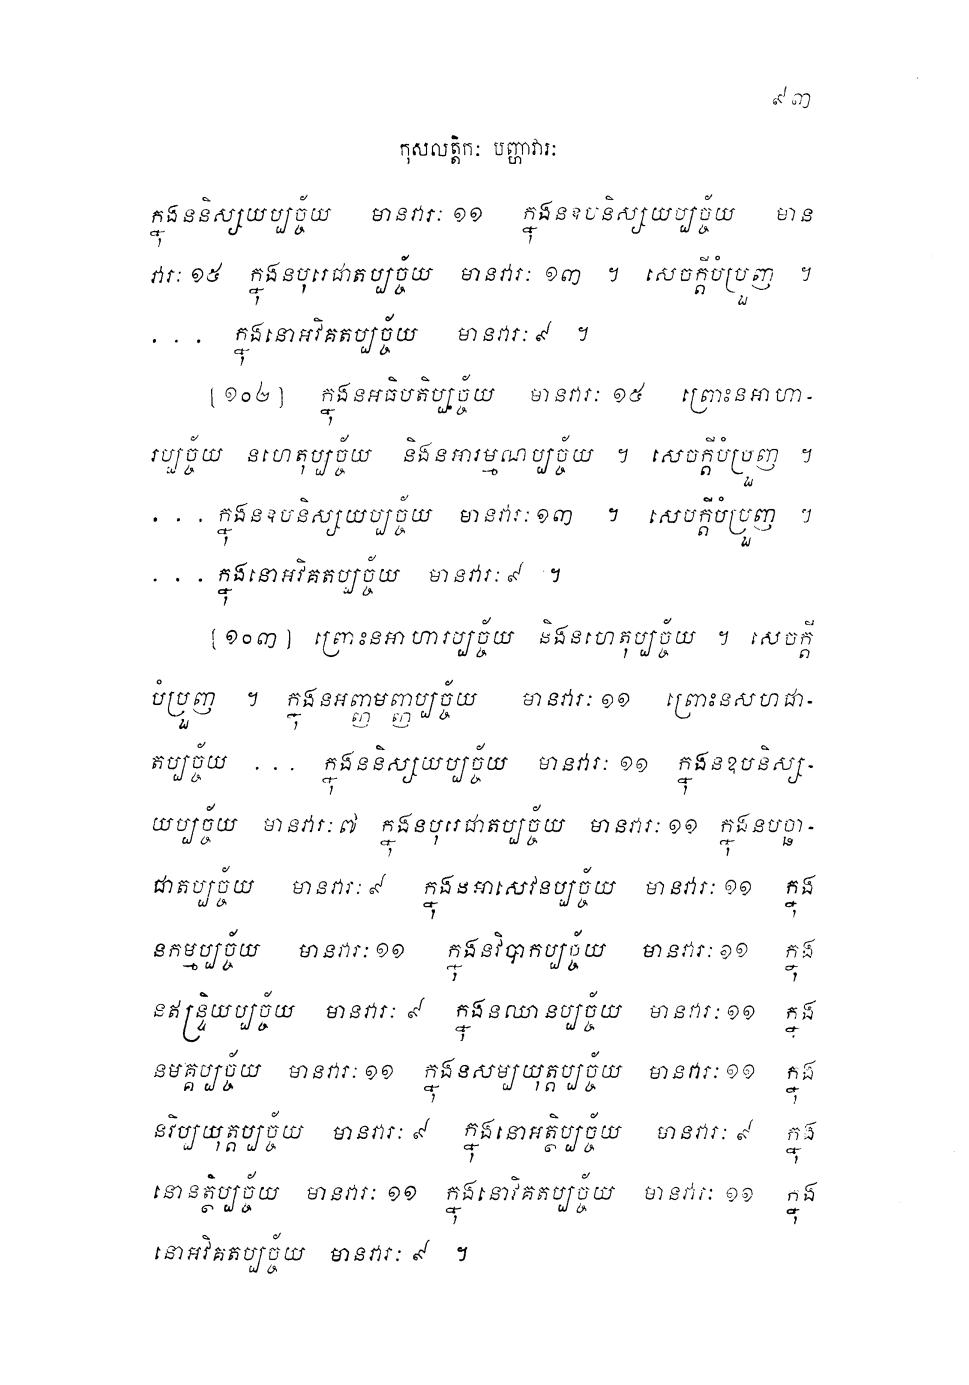 ៩៣
កុសលត្តិកៈ បញ្ហាវារៈ
ក្នុងននិស្សយប្បច្ច័យ មានវារៈ ១១ ក្នុងនឧបនិស្សយប្បច្ច័យ មាន
វារៈ ១៥ ក្នុងនបុរេជាតប្បច្ច័យ មានវារៈ ១៣ ។ សេចក្តីបំប្រួញ ។
. . . ក្នុងនោអវិគតប្បច្ច័យ មានវារៈ ៩ ។
[១០២] ក្នុងនអធិបតិប្បច្ច័យ មានវារៈ ១៥ ព្រោះនអាហា-
រប្បច្ច័យ នហេតុប្បច្ច័យ និងនអារម្មណប្បច្ច័យ ។ សេចក្តីបំប្រួញ ។
. . . ក្នុងនឧបនិស្សយប្បច្ច័យ មានវារៈ ១៣ ។ សេបក្តីបំប្រួញ ។
. . . ក្នុងនោអវិគតប្បច្ច័យ មានវារៈ ៩ ។
[១០៣] ព្រោះនអាហារប្បច្ច័យ និងនហេតុប្បច្ច័យ ។ សេចក្តី
បំប្រួញ ។ ក្នុងនអញ្ញាមញ្ញប្បច្ច័យ មានវារៈ ១១ ព្រោះនសហជា-
តប្បច្ច័យ . . . ក្នុងននិស្សយប្បច្ច័យ មានវារៈ ១១ ក្នុងនឧបនិស្ស-
យប្បច្ច័យ មានវារៈ ៧ ក្នុងនបុរេជាតប្បច្ច័យ មានវារៈ ១១ ក្នុងនបច្ឆា-
ជាតប្បច្ច័យ មានវារៈ ៩ ក្នុងនអាសេវនប្បច្ច័យ មានវារៈ ១១ ក្នុង
នកម្មប្បច្ច័យ មានវារៈ ១១ ក្នុងនវិបាកប្បច្ច័យ មានវារៈ ១១ ក្នុង
នឥន្ទ្រិយប្បច្ច័យ មានវារៈ ៩ ក្នុងនឈានប្បច្ច័យ មានវារៈ ១១ ក្នុង
នមគ្គប្បច្ច័យ មានវារៈ ១១ ក្នុងនសម្បយុត្តប្បច្ច័យ មានវារៈ ១១ ក្នុង
នវិប្បយុត្តប្បច្ច័យ មានវារៈ ៩ ក្នុងនោអត្ថិប្បច្ច័យ មានវារៈ ៩ ក្នុង
នោនត្ថិប្បច្ច័យ មានវារៈ ១១ ក្នុងនោវិគតប្បច្ច័យ មានវារៈ ១១ ក្នុង
នោអវិគតប្បច្ច័យ មានវារៈ ៩ ។